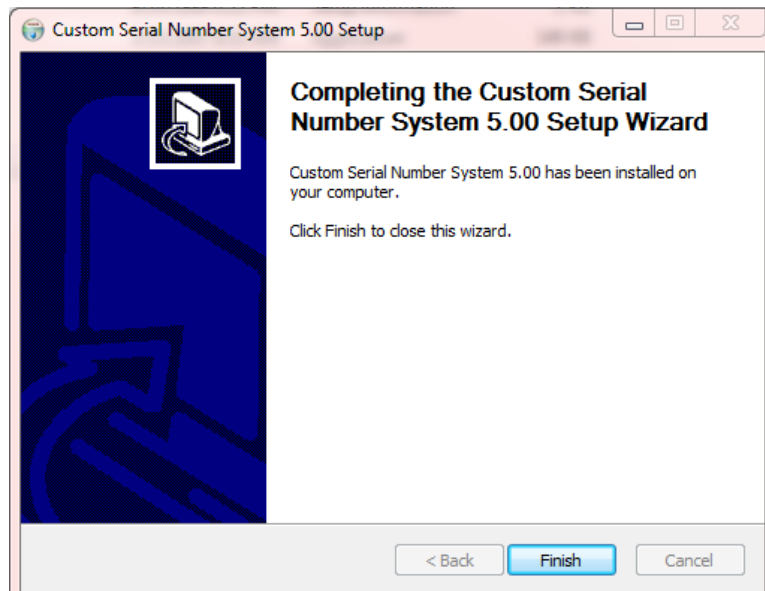 Custom Serial Number System 5.00 Setup
Completing the Custom Serial
Number System 5.00 Setup Wizard
Custom Serial Number System 5.00 has been installed on
your computer.
Click Finish to close this wizard.
< Back
Finish
Cancel